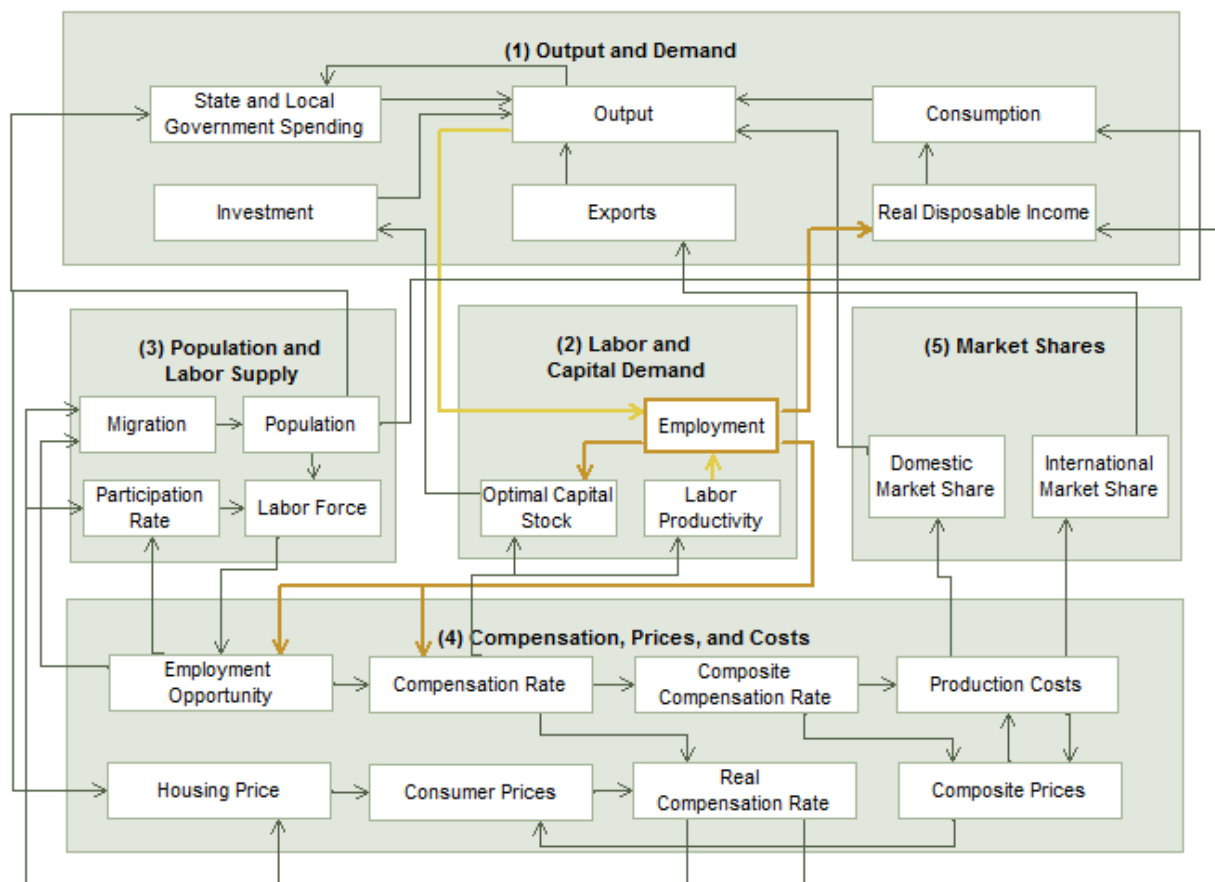 (1) Output and Demand
State and Local
Government Spending
Output
Consumption
Investment
Exports
Real Disposable Income
(3) Population and
Labor Supply
Migration
Population
Participation
Rate
Labor Force
(2) Labor and
Capital Demand
Employment
Optimal Capital
Stock
Labor
Productivity
(5) Market Shares
Domestic
Market Share
International
Market Share
(4) Compensation, Prices, and Costs
Employment
Opportunity
Compensation Rate
Composite
Compensation Rate
Production Costs
Housing Price
Consumer Prices
Real
Compensation Rate
Composite Prices